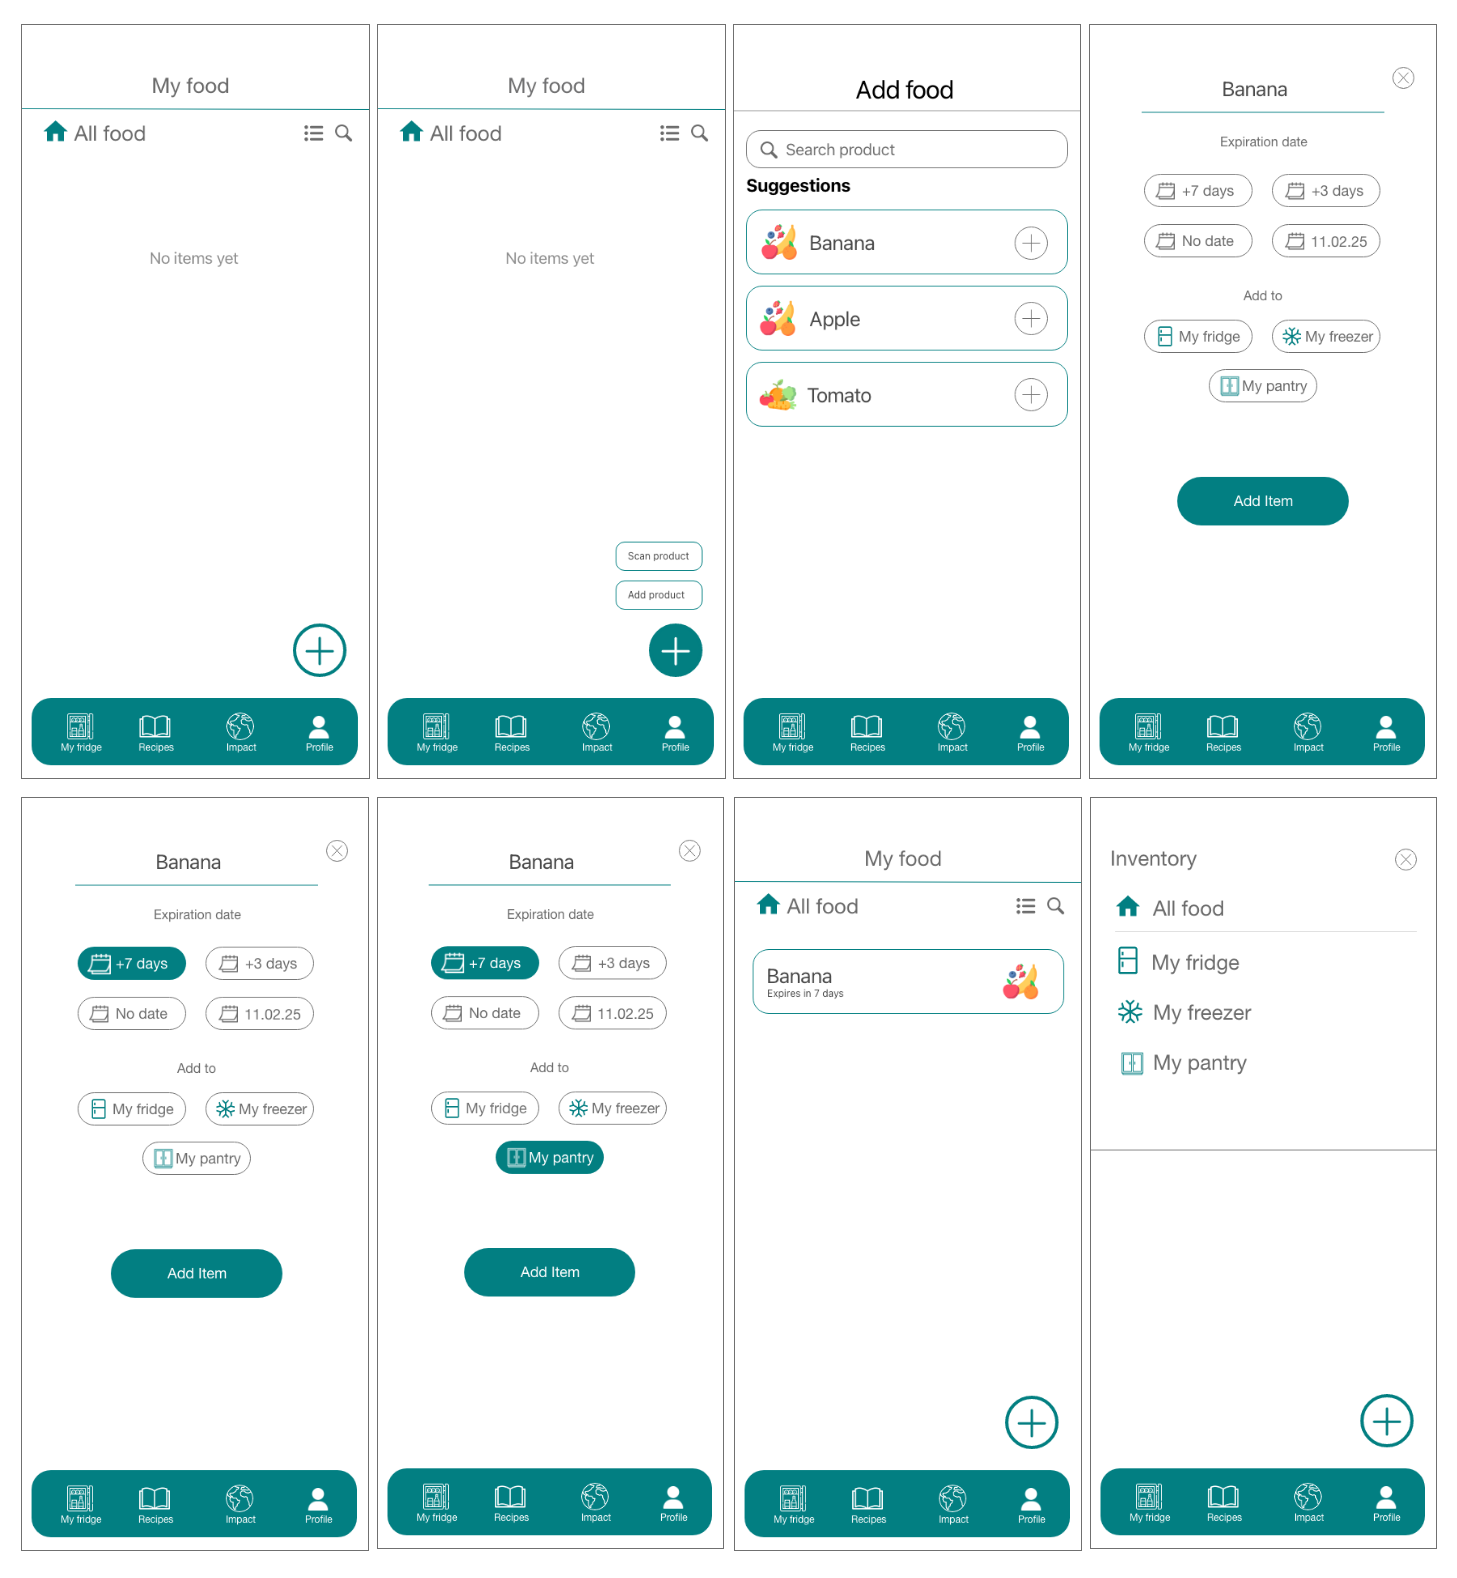 My food
All food
No items yet
My fridge Recipes Impact Profile
My food
All food
No items yet
Scan product
Add product
My fridge Recipes Impact Profile
Add food
Search product
Suggestions
Banana
Apple
Tomato
My fridge Recipes Impact Profile
Banana
Expiration date
+7 days +3 days
No date 11.02.25
Add to
My fridge My freezer
My pantry
Add Item
My fridge Recipes Impact Profile
Banana
Expiration date
+7 days +3 days
No date 11.02.25
Add to
My fridge My freezer
My pantry
Add Item
My fridge Recipes Impact Profile
Banana
Expiration date
+7 days +3 days
No date 11.02.25
Add to
My fridge My freezer
My pantry
Add Item
My fridge Recipes Impact Profile
My food
All food
Banana
Expires in 7 days
My fridge Recipes Impact Profile
Inventory
All food
My fridge
My freezer
My pantry
My fridge Recipes Impact Profile